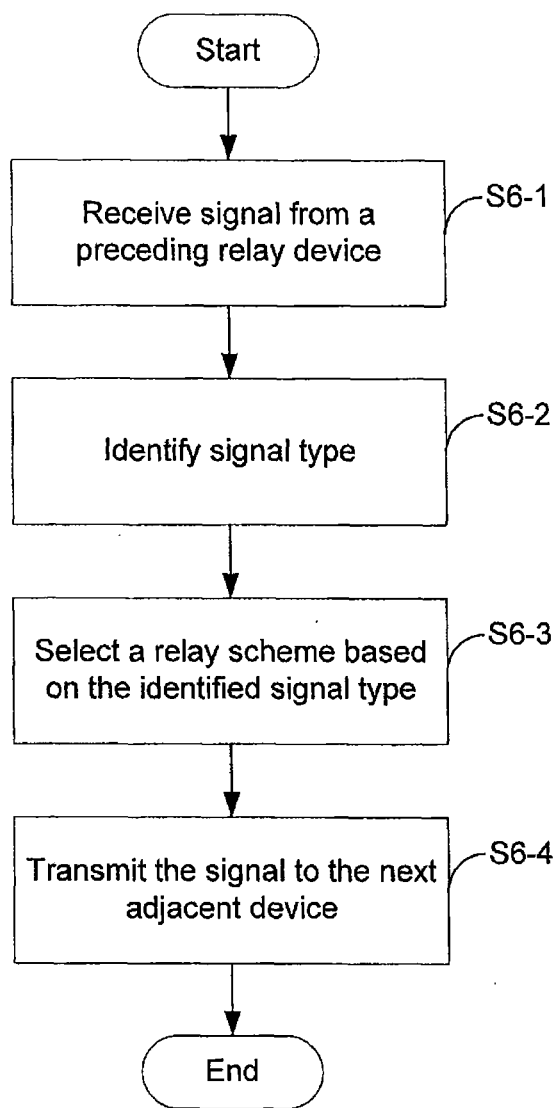 Start
Receive signal from a
preceding relay device
S6-1
Identify signal type
S6-2
Select a relay scheme based
on the identified signal type
S6-3
Transmit the signal to the next
adjacent device
S6-4
End